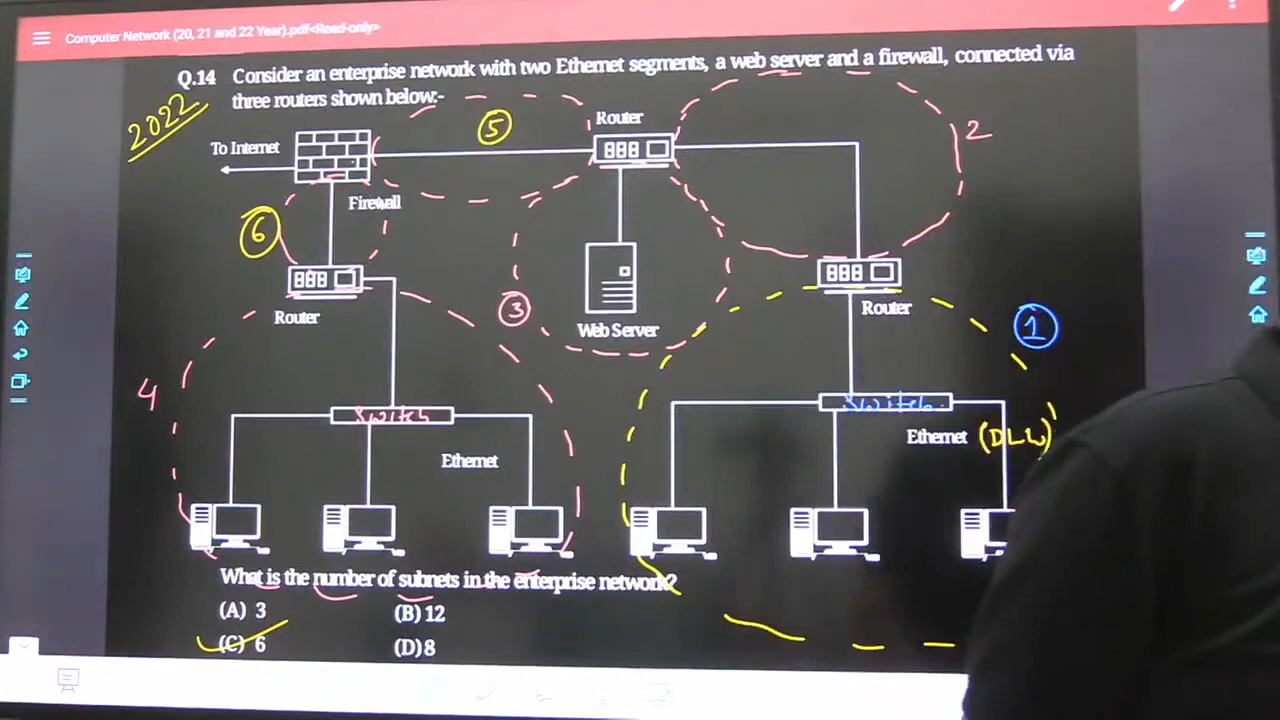 Computer Network (20, 21 and 22 Year).pdf<Read-only>
Q.14 Consider an enterprise network with two Ethernet segments, a web server and a firewall, connected via
three routers shown below:-
2022
Router
5
2
To Internet
Firewall
6
3
Router
Web Server
Router
1
4
Switch
Switch
Ethernet (DLL)
Ethernet
What is the number of subnets in the enterprise network?
(A) 3 (B) 12
(C) 6 (D) 8